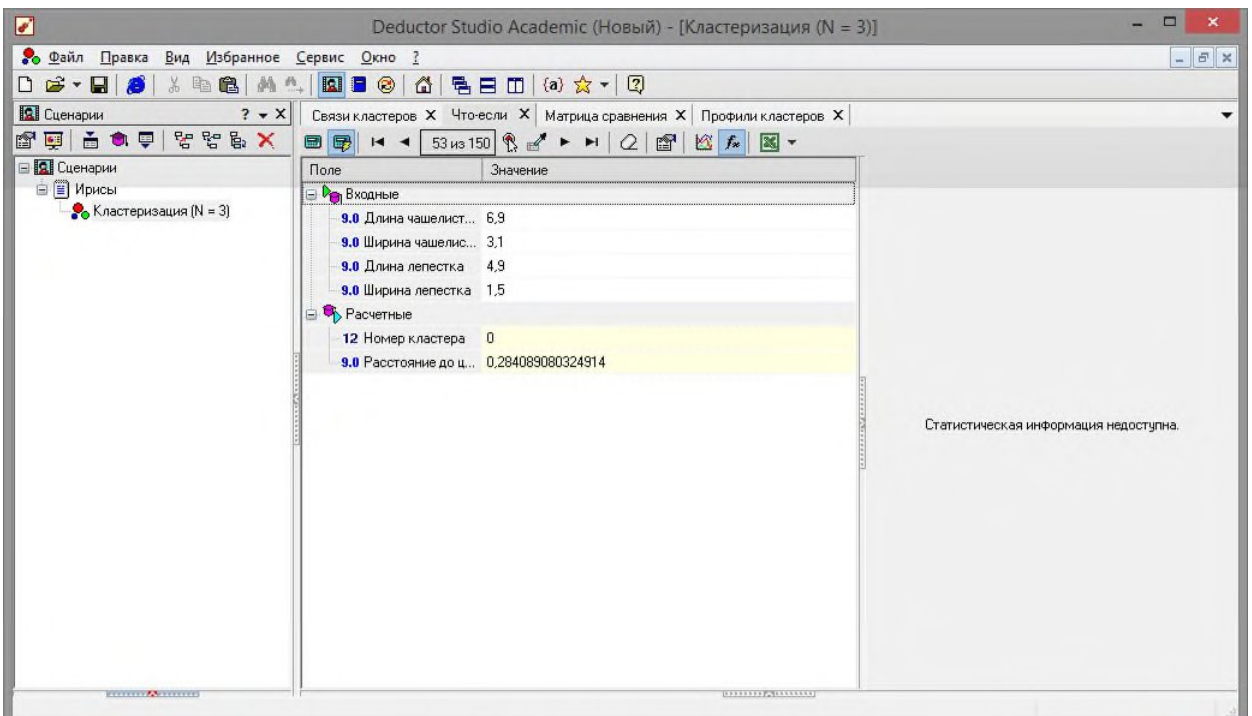 Deductor Studio Academic (Новый) - [Кластеризация (N = 3)]
Файл Правка Вид Избранное Сервис Окно ?
Сценарии
Связи кластеров X Что-если X Матрица сравнения X Профили кластеров X
53 из 150
Сценарии
Ирисы
Кластеризация (N = 3)
Поле Значение
Входные
9.0 Длина чашелист... 6,9
9.0 Ширина чашелис... 3,1
9.0 Длина лепестка 4,9
9.0 Ширина лепестка 1,5
Расчетные
12 Номер кластера 0
9.0 Расстояние до ц... 0,284089080324914
Статистическая информация недоступна.